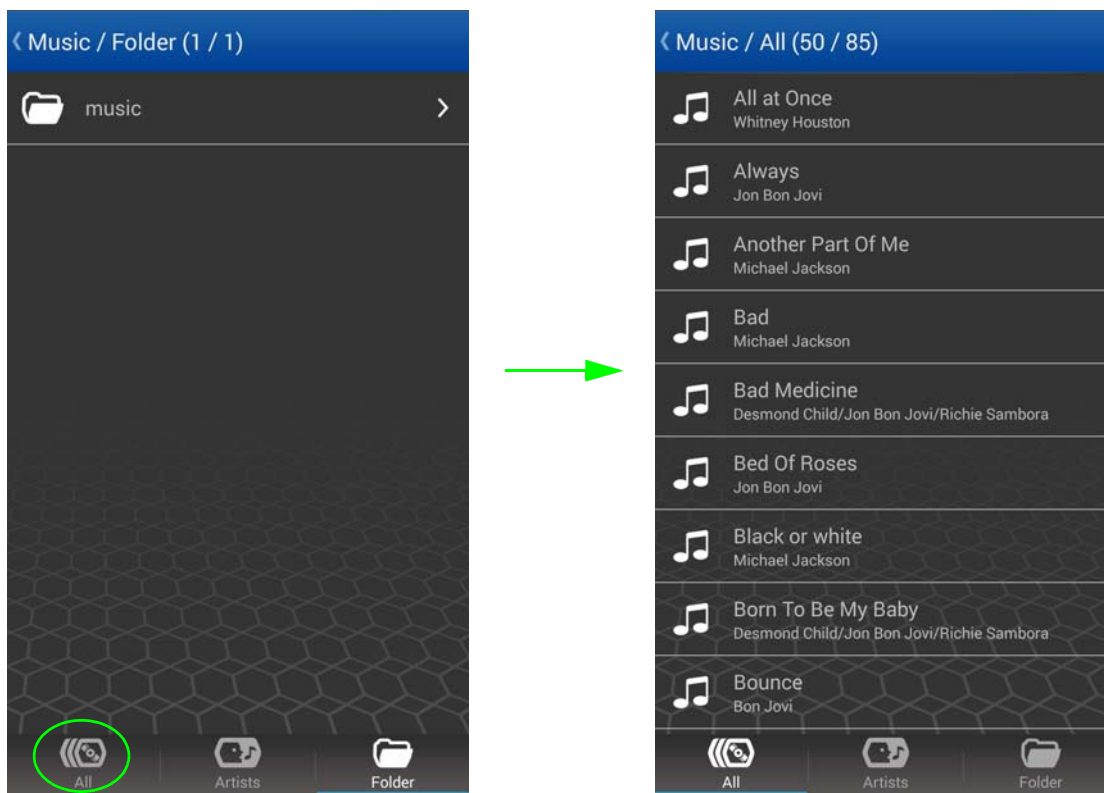 Music / Folder (1 / 1)
music
All
Artists
Folder
Music / All (50 / 85)
All at Once
Whitney Houston
Always
Jon Bon Jovi
Another Part Of Me
Michael Jackson
Bad
Michael Jackson
Bad Medicine
Desmond Child/Jon Bon Jovi/Richie Sambora
Bed Of Roses
Jon Bon Jovi
Black or white
Michael Jackson
Born To Be My Baby
Desmond Child/Jon Bon Jovi/Richie Sambora
Bounce
Bon Jovi
All
Artists
Folder